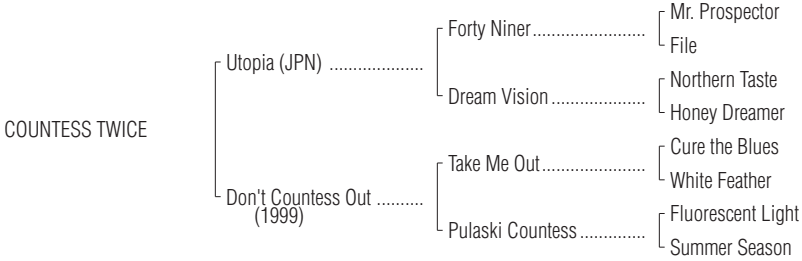 Mr. Prospector
Forty Niner........................
File
Utopia (JPN) ....................
Northern Taste
Dream Vision....................
Honey Dreamer
COUNTESS TWICE
Cure the Blues
Take Me Out......................
White Feather
Don't Countess Out ..........
(1999)
Fluorescent Light
Pulaski Countess..............
Summer Season